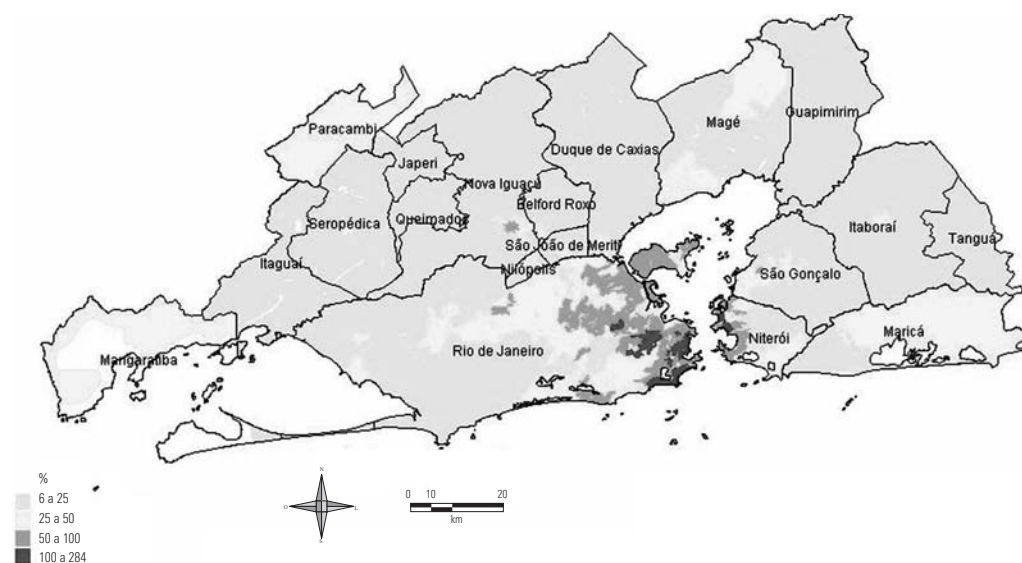 Paracambi
Magé
Guapimirim
Japeri
Duque de Caxias
Nova Iguaçu
Belford Roxo
Seropédica
Queimados
Itaboraí
Tanguá
São João de Meriti
Itaguaí
Nilópolis
São Gonçalo
Mangaratiba
Rio de Janeiro
Niterói
Maricá
%
6 a 25
25 a 50
50 a 100
100 a 284
N
O
L
S
0 10 20
km